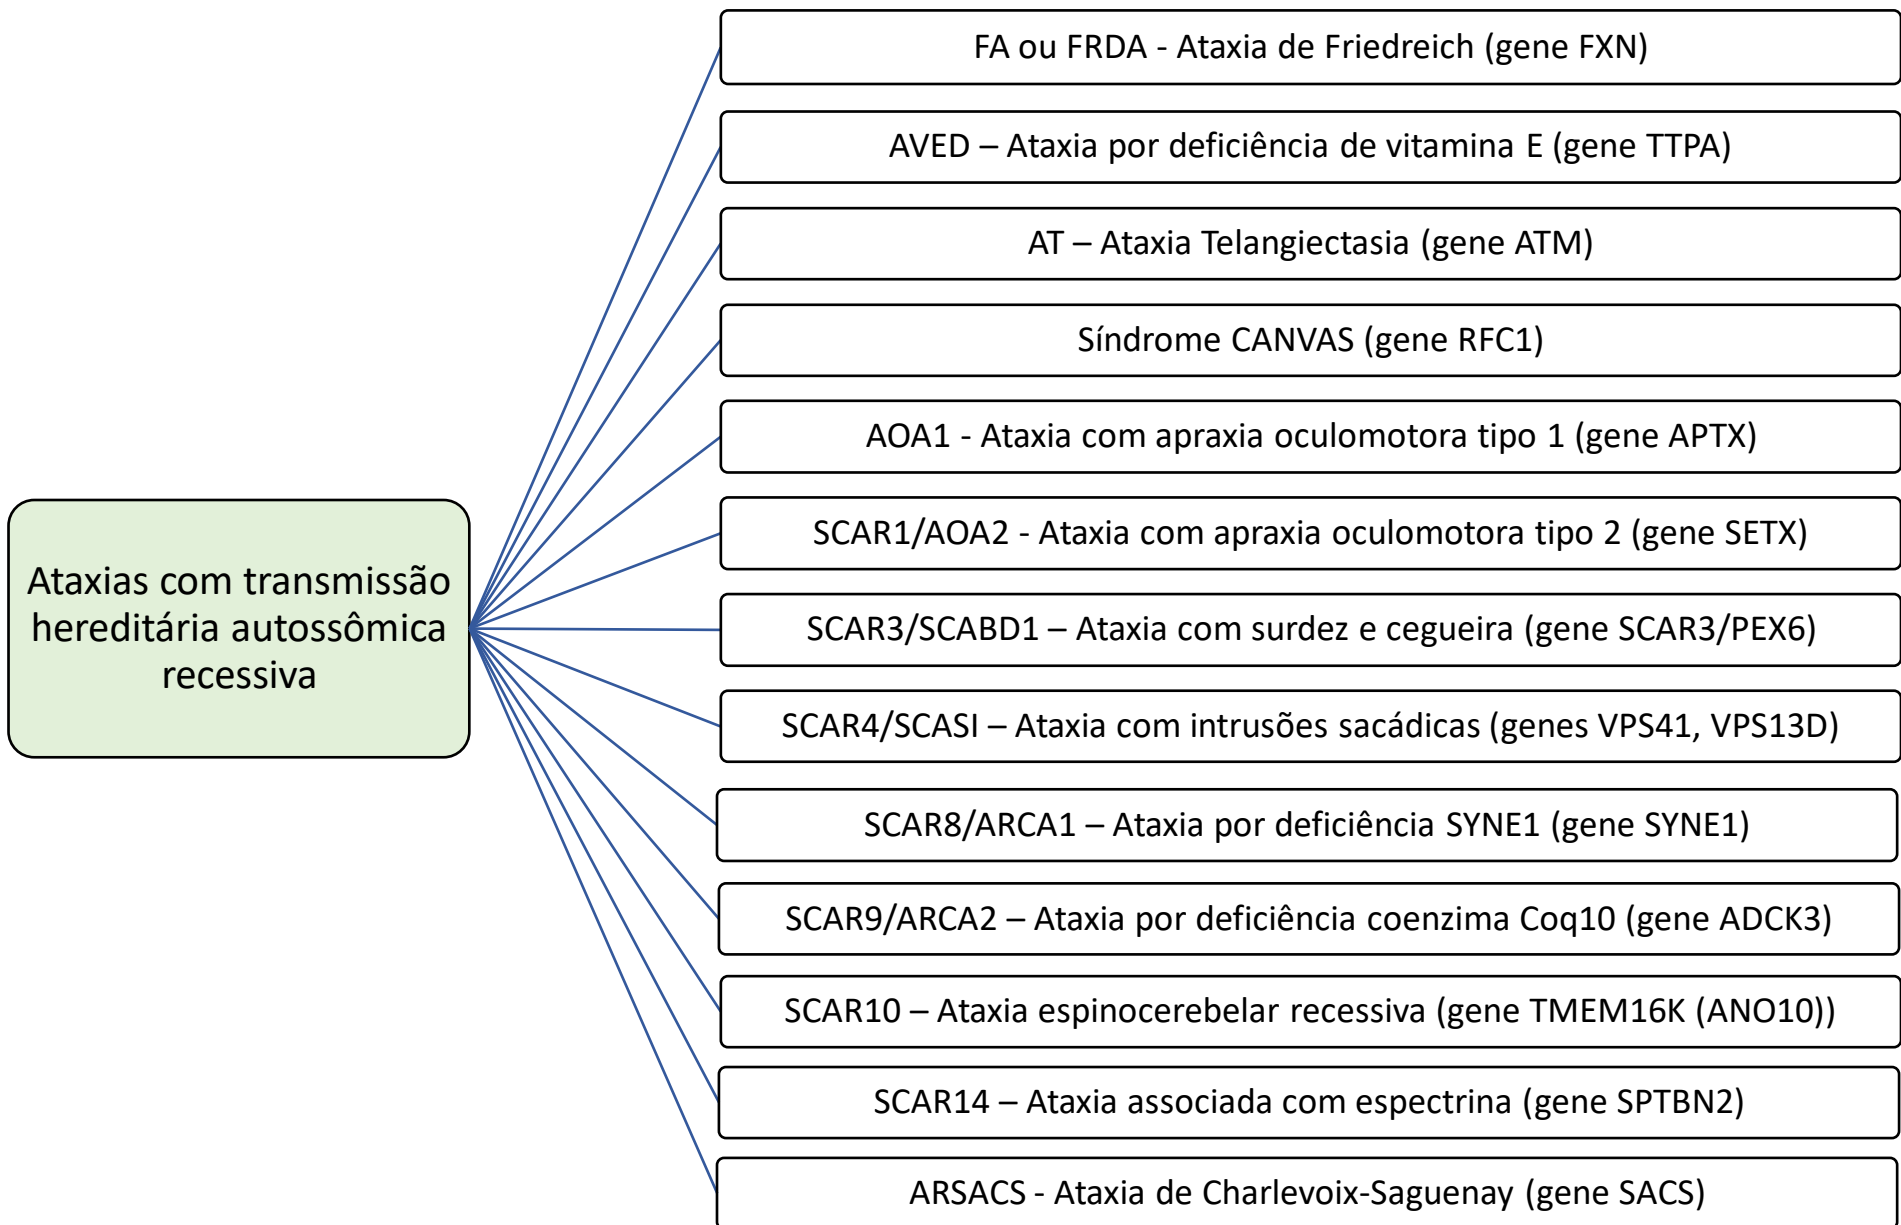 FA ou FRDA - Ataxia de Friedreich (gene FXN)
AVED – Ataxia por deficiência de vitamina E (gene TTPA)
AT – Ataxia Telangiectasia (gene ATM)
Síndrome CANVAS (gene RFC1)
AOA1 - Ataxia com apraxia oculomotora tipo 1 (gene APTX)
Ataxias com transmissão
hereditária autossômica
recessiva
SCAR1/AOA2 - Ataxia com apraxia oculomotora tipo 2 (gene SETX)
SCAR3/SCABD1 – Ataxia com surdez e cegueira (gene SCAR3/PEX6)
SCAR4/SCASI – Ataxia com intrusões sacádicas (genes VPS41, VPS13D)
SCAR8/ARCA1 – Ataxia por deficiência SYNE1 (gene SYNE1)
SCAR9/ARCA2 – Ataxia por deficiência coenzima Coq10 (gene ADCK3)
SCAR10 – Ataxia espinocerebelar recessiva (gene TMEM16K (ANO10))
SCAR14 – Ataxia associada com espectrina (gene SPTBN2)
ARSACS - Ataxia de Charlevoix-Saguenay (gene SACS)